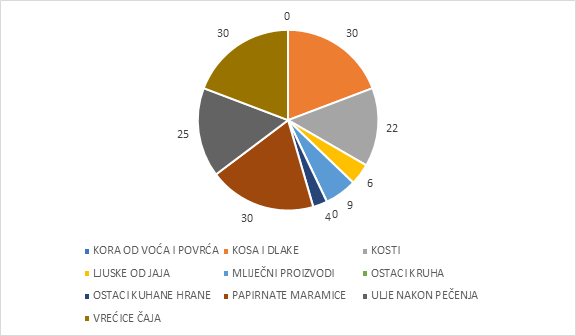 0
30
30
22
25
6
9
0
4
30
KORA OD VOĆA I POVRĆA KOSA I DLAKE KOSTI
LJUSKE OD JAJA MLIJEČNI PROIZVODI OSTACI KRUHA
OSTACI KUHANE HRANE PAPIRNATE MARAMICE ULJE NAKON PEČENJA
VREĆICE ČAJA